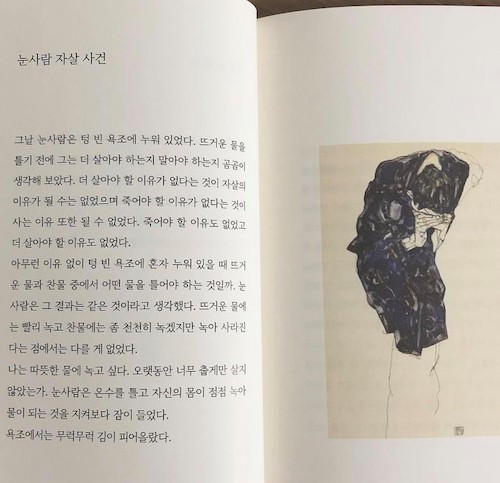 눈사람 자살 사건
그날 눈사람은 텅 빈 욕조에 누워 있었다. 뜨거운 물을
틀기 전에 그는 더 살아야 하는지 말아야 하는지 곰곰이
생각해 보았다. 더 살아야 할 이유가 없다는 것이 자살의
이유가 될 수는 없었으며 죽어야 할 이유가 없다는 것이
사는 이유 또한 될 수 없었다. 죽어야 할 이유도 없었고
더 살아야 할 이유도 없었다.
아무런 이유 없이 텅 빈 욕조에 혼자 누워 있을 때 뜨거
운 물과 찬물 중에서 어떤 물을 틀어야 하는 것일까. 눈
사람은 그 결과는 같은 것이라고 생각했다. 뜨거운 물에
는 빨리 녹고 찬물에는 좀 천천히 녹겠지만 녹아 사라진
다는 점에서는 다를 게 없었다.
나는 따뜻한 물에 녹고 싶다. 오랫동안 너무 춥게만 살지
않았는가. 눈사람은 온수를 틀고 자신의 몸이 점점 녹아
물이 되는 것을 지켜보다 잠이 들었다.
욕조에서는 무럭무럭 김이 피어올랐다.